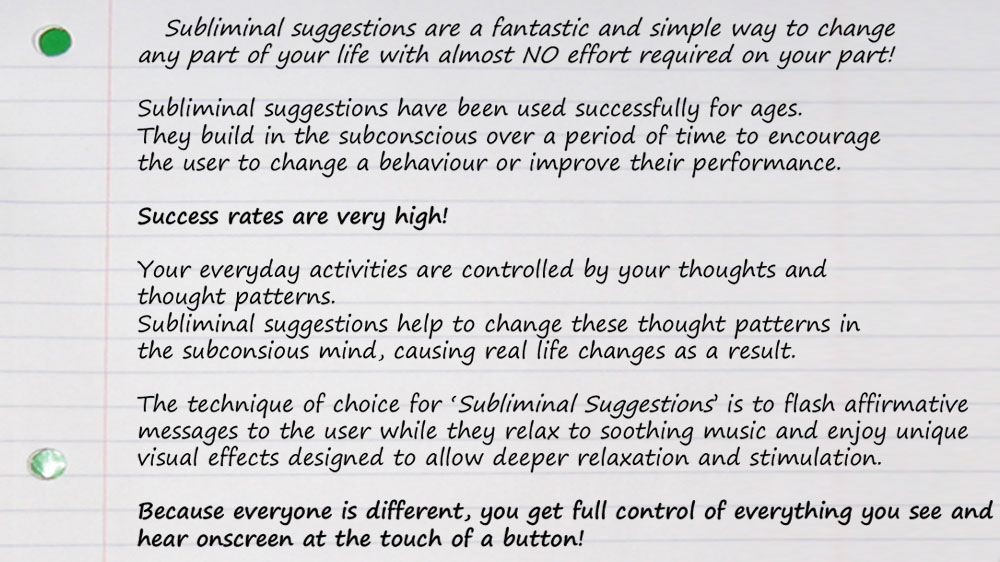 Subliminal suggestions are a fantastic and simple way to change
any part of your life with almost NO effort required on your part!
Subliminal suggestions have been used successfully for ages.
They build in the subconscious over a period of time to encourage
the user to change a behaviour or improve their performance.
Success rates are very high!
Your everyday activities are controlled by your thoughts and
thought patterns.
Subliminal suggestions help to change these thought patterns in
the subconsious mind, causing real life changes as a result.
The technique of choice for ‘Subliminal Suggestions’ is to flash affirmative
messages to the user while they relax to soothing music and enjoy unique
visual effects designed to allow deeper relaxation and stimulation.
Because everyone is different, you get full control of everything you see and
hear onscreen at the touch of a button!